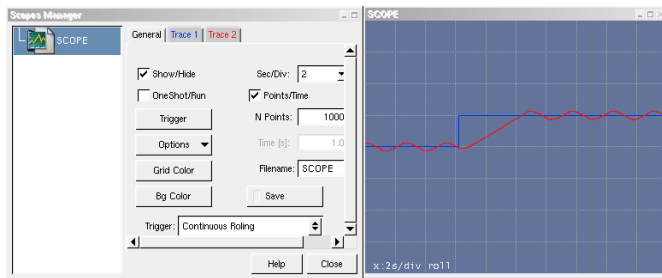 Scopes Manager
SCOPE
SCOPE
General Trace 1 Trace 2
Show/Hide Sec/Div: 2
OneShot/Run Points/Time
Trigger N Points: 1000
Options Time [s]: 1.0
Grid Color Filename: SCOPE
Bg Color Save
Trigger: Continuous Roling
Help Close
x:2s/div roll